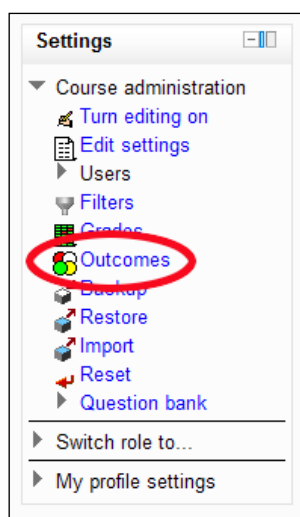 Settings
Course administration
Turn editing on
Edit settings
Users
Filters
Grades
Outcomes
Backup
Restore
Import
Reset
Question bank
Switch role to...
My profile settings